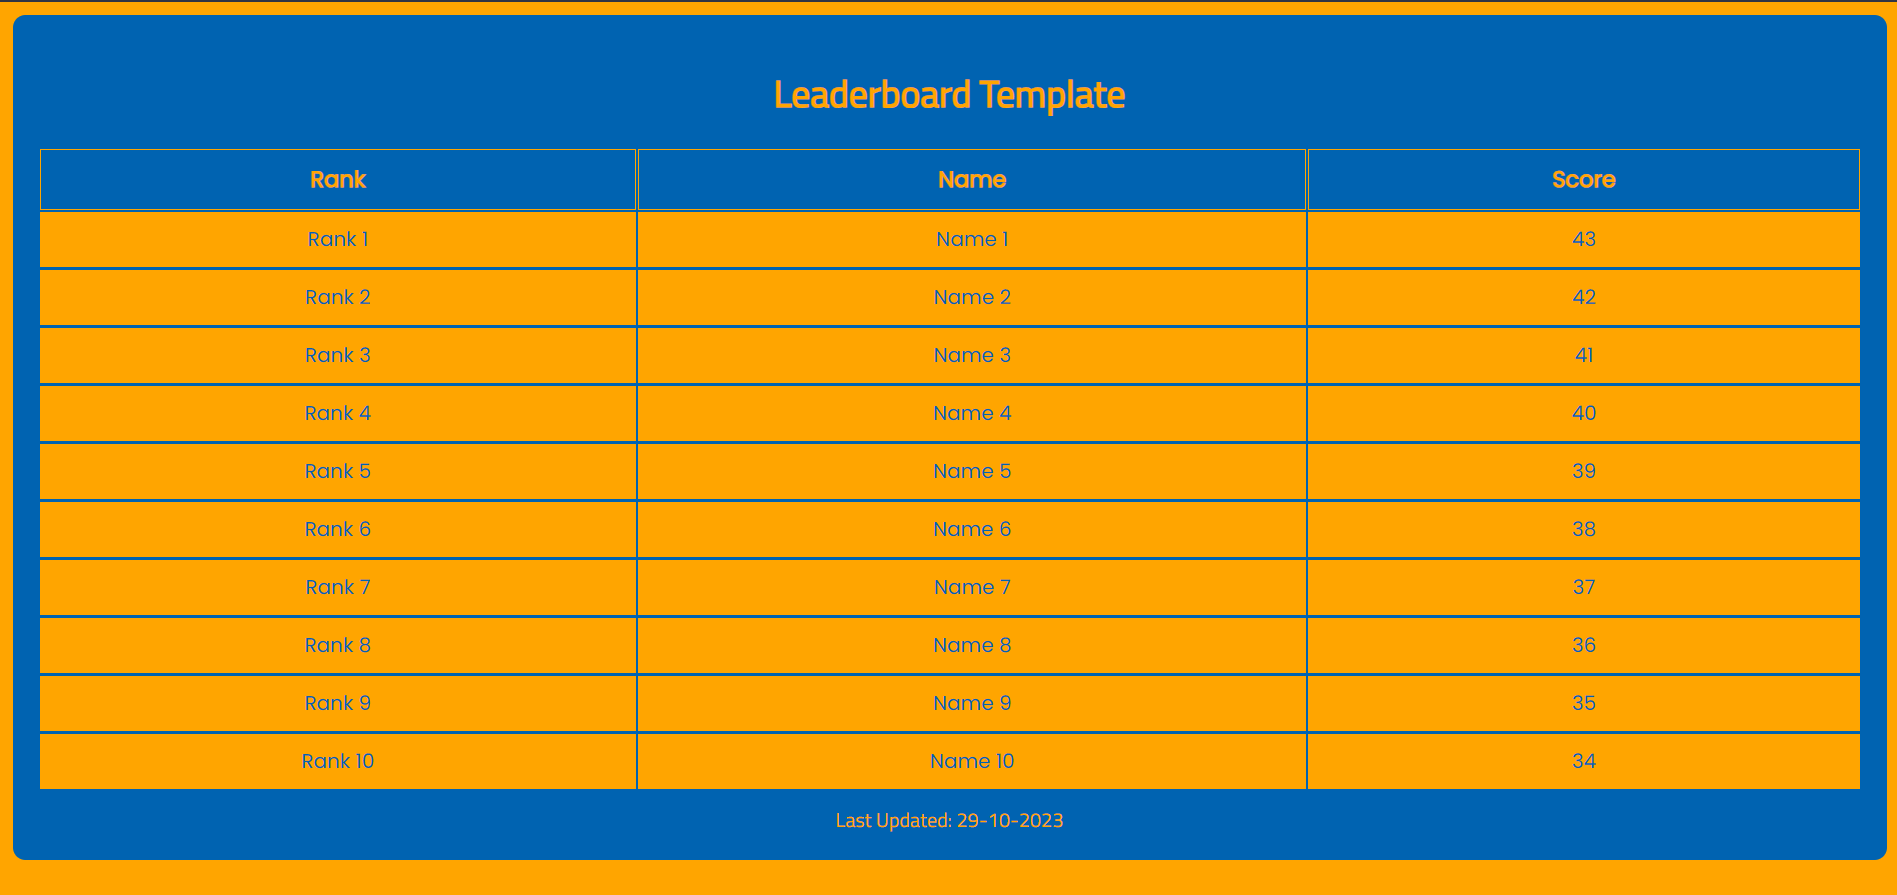 Leaderboard Template
Rank Name Score
Rank 1 Name 1 43
Rank 2 Name 2 42
Rank 3 Name 3 41
Rank 4 Name 4 40
Rank 5 Name 5 39
Rank 6 Name 6 38
Rank 7 Name 7 37
Rank 8 Name 8 36
Rank 9 Name 9 35
Rank 10 Name 10 34
Last Updated: 29-10-2023